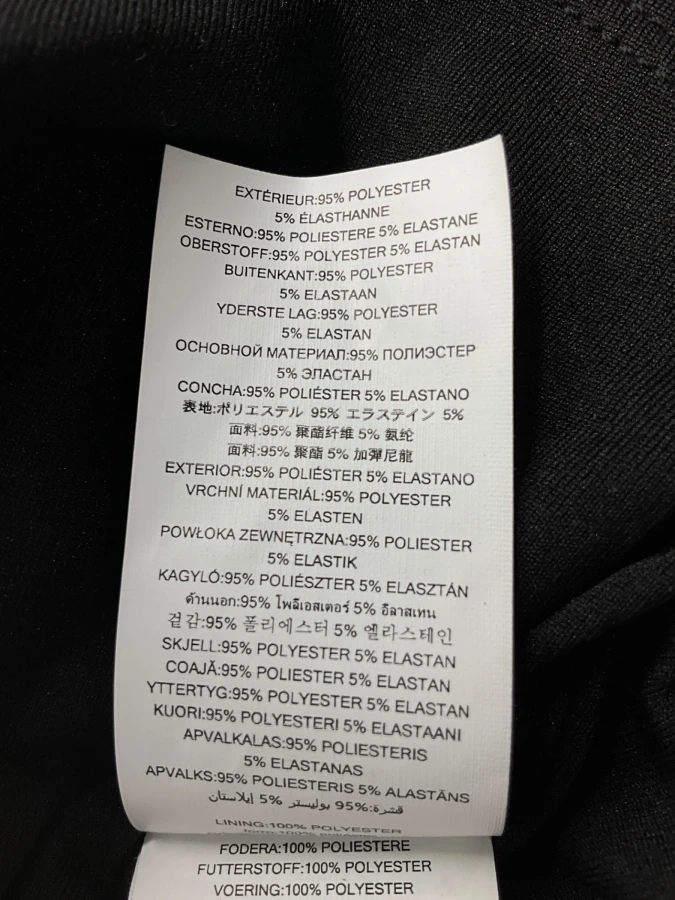 EXTÉRIEUR:95% POLYESTER
5% ÉLASTHANNE
ESTERNO:95% POLIESTERE 5% ELASTANE
OBERSTOFF:95% POLYESTER 5% ELASTAN
BUITENKANT:95% POLYESTER
5% ELASTAAN
YDERSTE LAG:95% POLYESTER
5% ELASTAN
ОСНОВНОЙ МАТЕРИАЛ:95% ПОЛИЭСТЕР
5% ЭЛАСТАН
CONCHA:95% POLIÉSTER 5% ELASTANO
表地:ポリエステル 95% エラステイン 5%
面料:95% 聚酯纤维 5% 氨纶
面料:95% 聚酯 5% 加彈尼龍
EXTERIOR:95% POLIÉSTER 5% ELASTANO
VRCHNÍ MATERIÁL:95% POLYESTER
5% ELASTEN
POWŁOKA ZEWNĘTRZNA:95% POLIESTER
5% ELASTIK
KAGYLÓ:95% POLIÉSZTER 5% ELASZTÁN
ด้านนอก:95% โพลิเอสเตอร์ 5% อีลาสเทน
겉감:95% 폴리에스터 5% 엘라스테인
SKJELL:95% POLYESTER 5% ELASTAN
COAJĂ:95% POLIESTER 5% ELASTAN
YTTERTYG:95% POLYESTER 5% ELASTAN
KUORI:95% POLYESTERI 5% ELASTAANI
APVALKALAS:95% POLIESTERIS
5% ELASTANAS
APVALKS:95% POLIESTERIS 5% ALASTĀNS
قشرة:95% بوليستر 5% إيلاستان
LINING:100% POLYESTER
FODERA:100% POLIESTERE
FUTTERSTOFF:100% POLYESTER
VOERING:100% POLYESTER